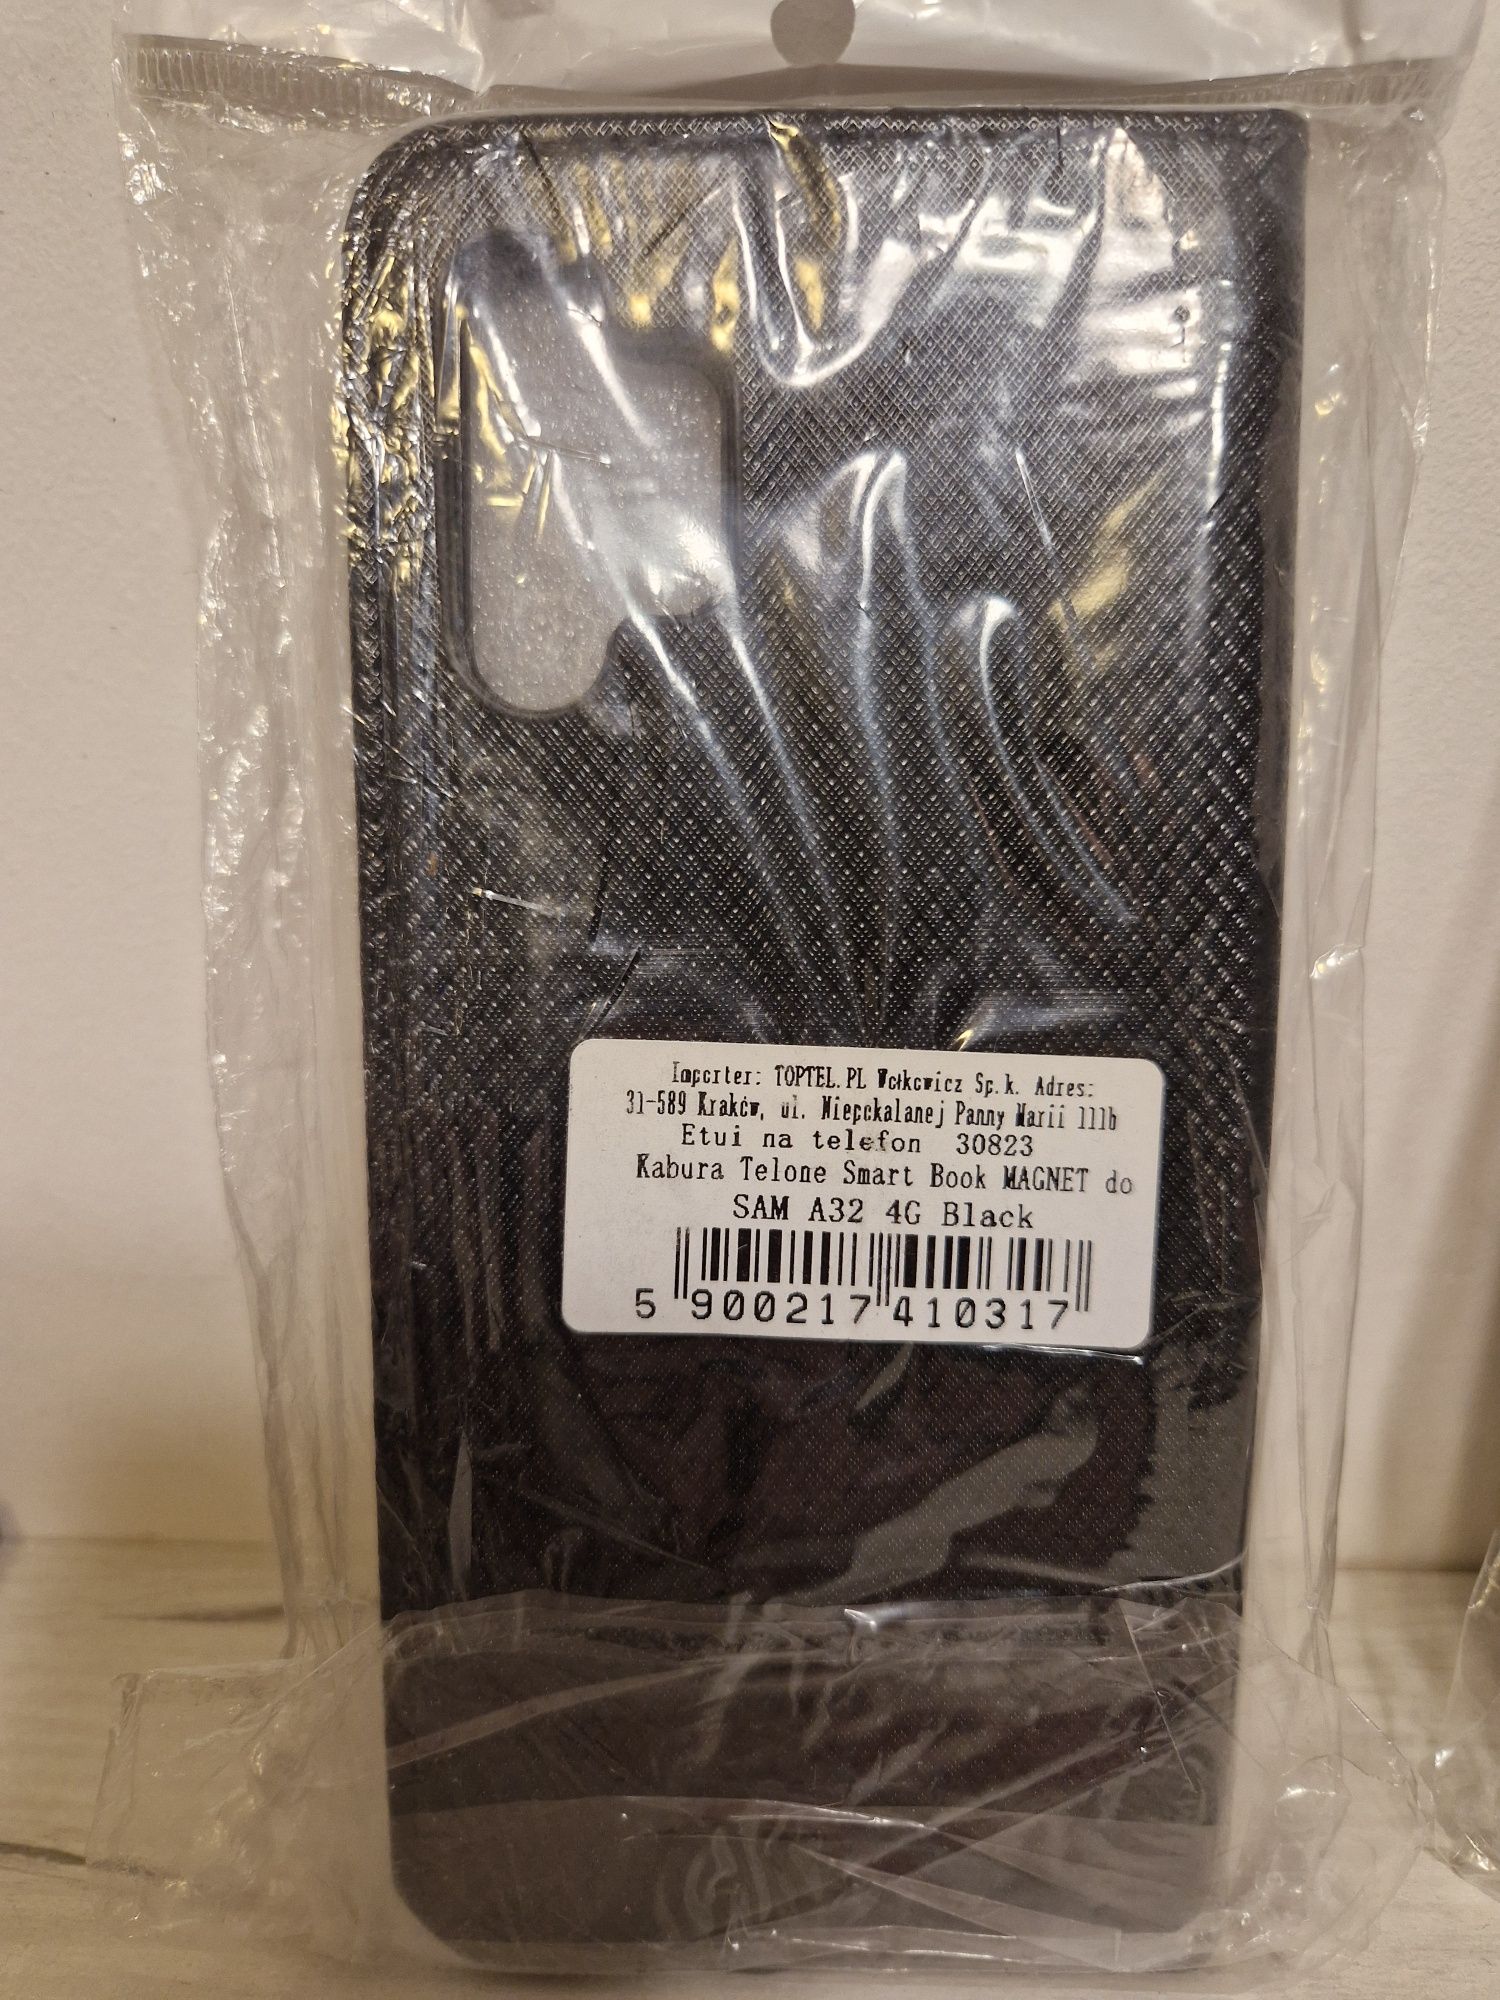 Importer: TOPTEL.PL Wołkowicz Sp.k. Adres:
31-589 Kraków, ul. Niepokalanej Panny Marii 111b
Etui na telefon 30823
Kabura Telone Smart Book MAGNET do
SAM A32 4G Black
5 900217 410317